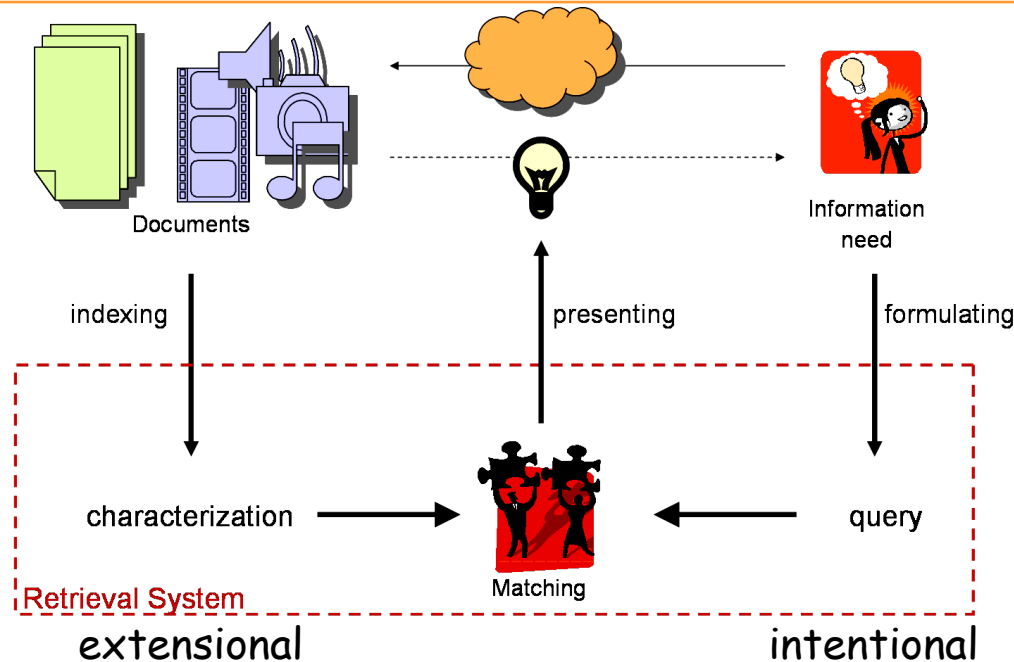 Documents
Information
need
indexing
presenting
formulating
characterization
query
Matching
Retrieval System
extensional
intentional